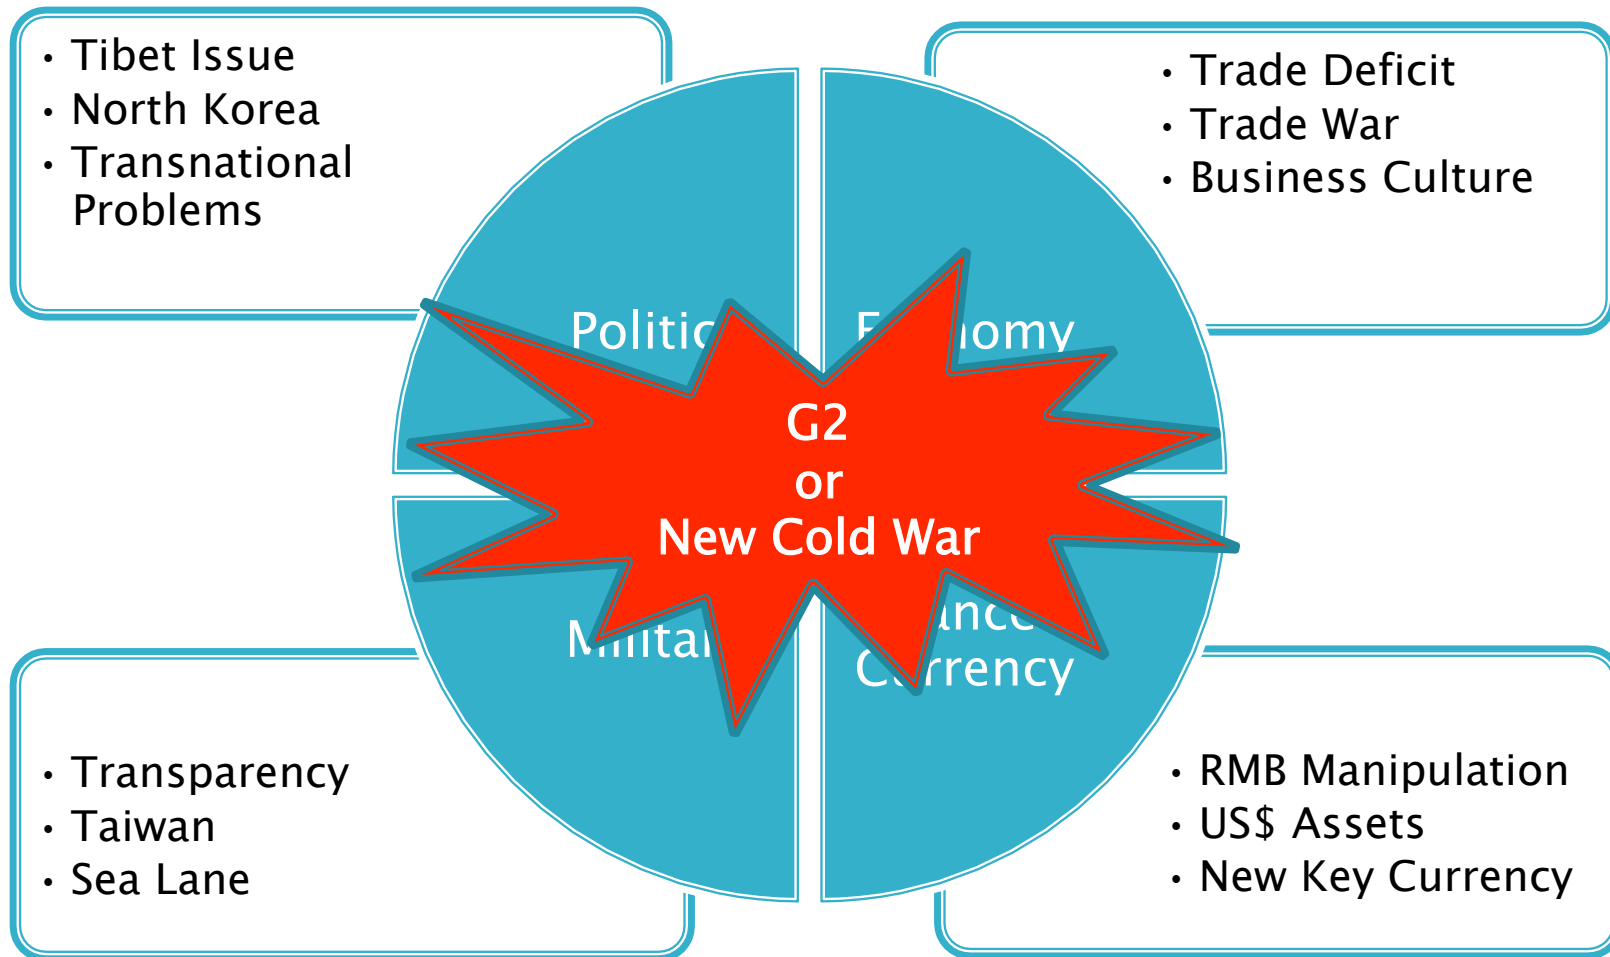 · Tibet Issue
· North Korea
· Transnational
Problems
· Trade Deficit
· Trade War
· Business Culture
G2
or
New Cold War
Currency
· Transparency
· Taiwan
· Sea Lane
· RMB Manipulation
· US$ Assets
· New Key Currency